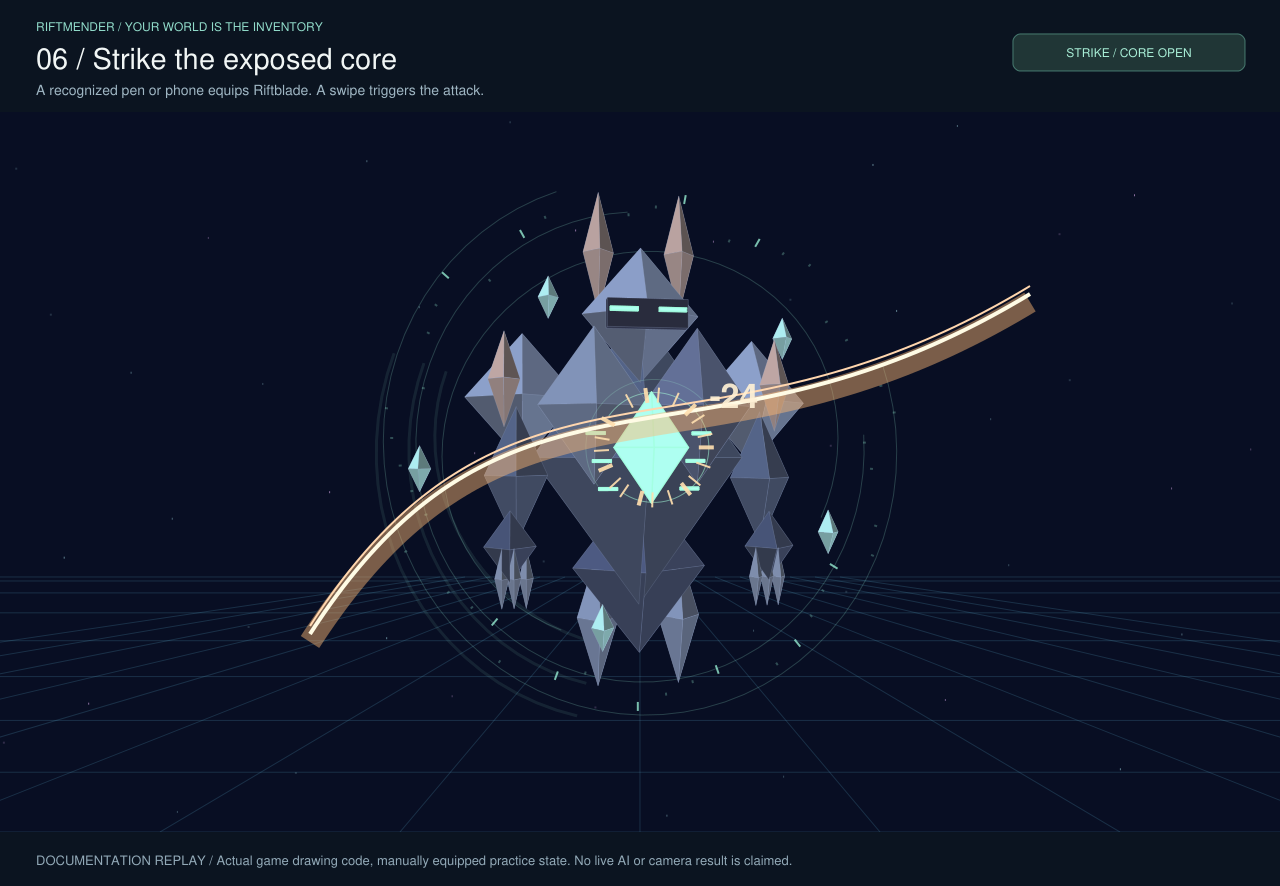 RIFTMENDER / YOUR WORLD IS THE INVENTORY
06 / Strike the exposed core
A recognized pen or phone equips Riftblade. A swipe triggers the attack.
STRIKE / CORE OPEN
-24
DOCUMENTATION REPLAY / Actual game drawing code, manually equipped practice state. No live AI or camera result is claimed.